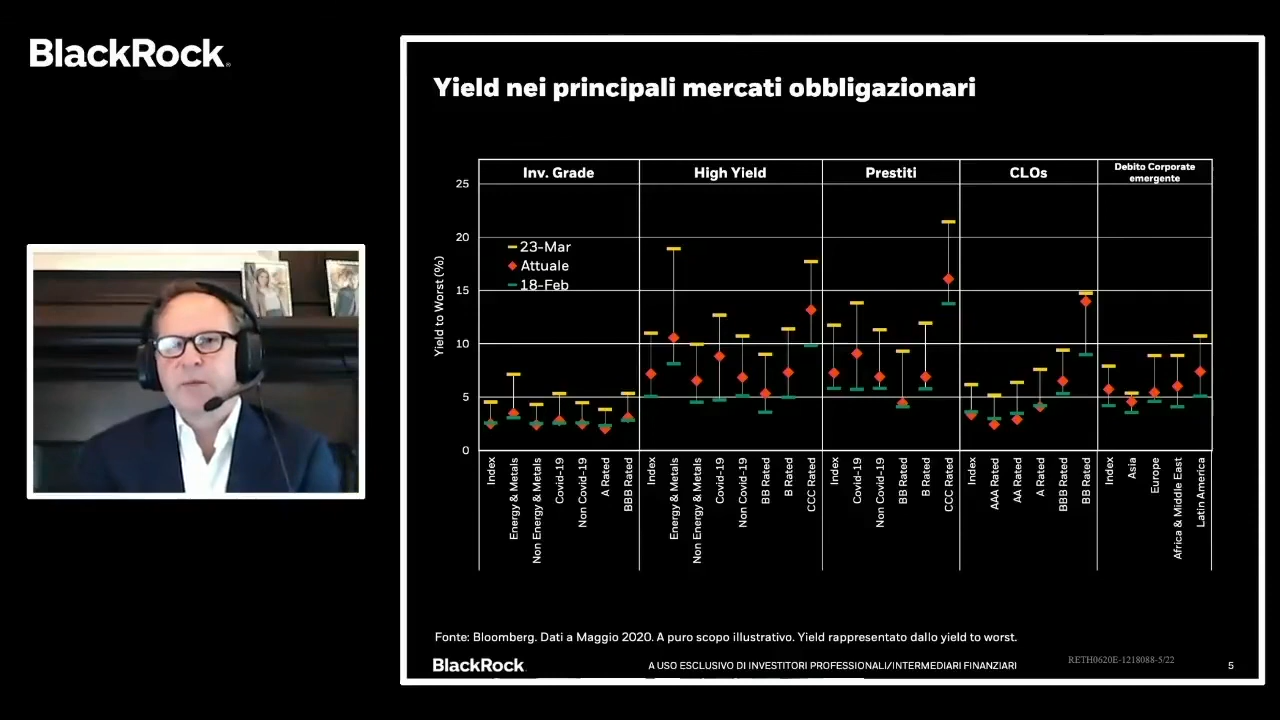 BlackRock.
Yield nei principali mercati obbligazionari
Inv. Grade
High Yield
Prestiti
CLOs
Debito Corporate
emergente
Yield to Worst (%)
25
20
15
10
5
0
23-Mar
Attuale
18-Feb
Index
Energy & Metals
Non Energy & Metals
Covid-19
Non Covid-19
A Rated
BBB Rated
Index
Energy & Metals
Non Energy & Metals
Covid-19
Non Covid-19
BB Rated
B Rated
CCC Rated
Index
Covid-19
Non Covid-19
BB Rated
B Rated
CCC Rated
Index
AAA Rated
AA Rated
A Rated
BBB Rated
BB Rated
Index
Asia
Europe
Africa & Middle East
Latin America
Fonte: Bloomberg. Dati a Maggio 2020. A puro scopo illustrativo. Yield rappresentato dallo yield to worst.
BlackRock.
A USO ESCLUSIVO DI INVESTITORI PROFESSIONALI/INTERMEDIARI FINANZIARI
RETH0620E-1218088-5/22
5